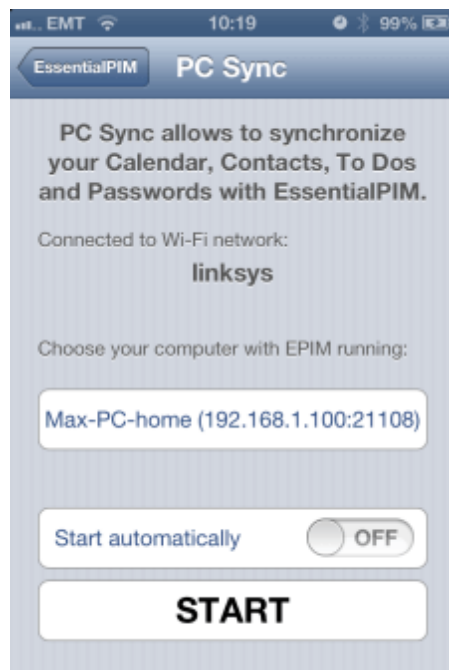 EMT 10:19 99%
EssentialPIM PC Sync
PC Sync allows to synchronize
your Calendar, Contacts, To Dos
and Passwords with EssentialPIM.
Connected to Wi-Fi network:
linksys
Choose your computer with EPIM running:
Max-PC-home (192.168.1.100:21108)
Start automatically OFF
START